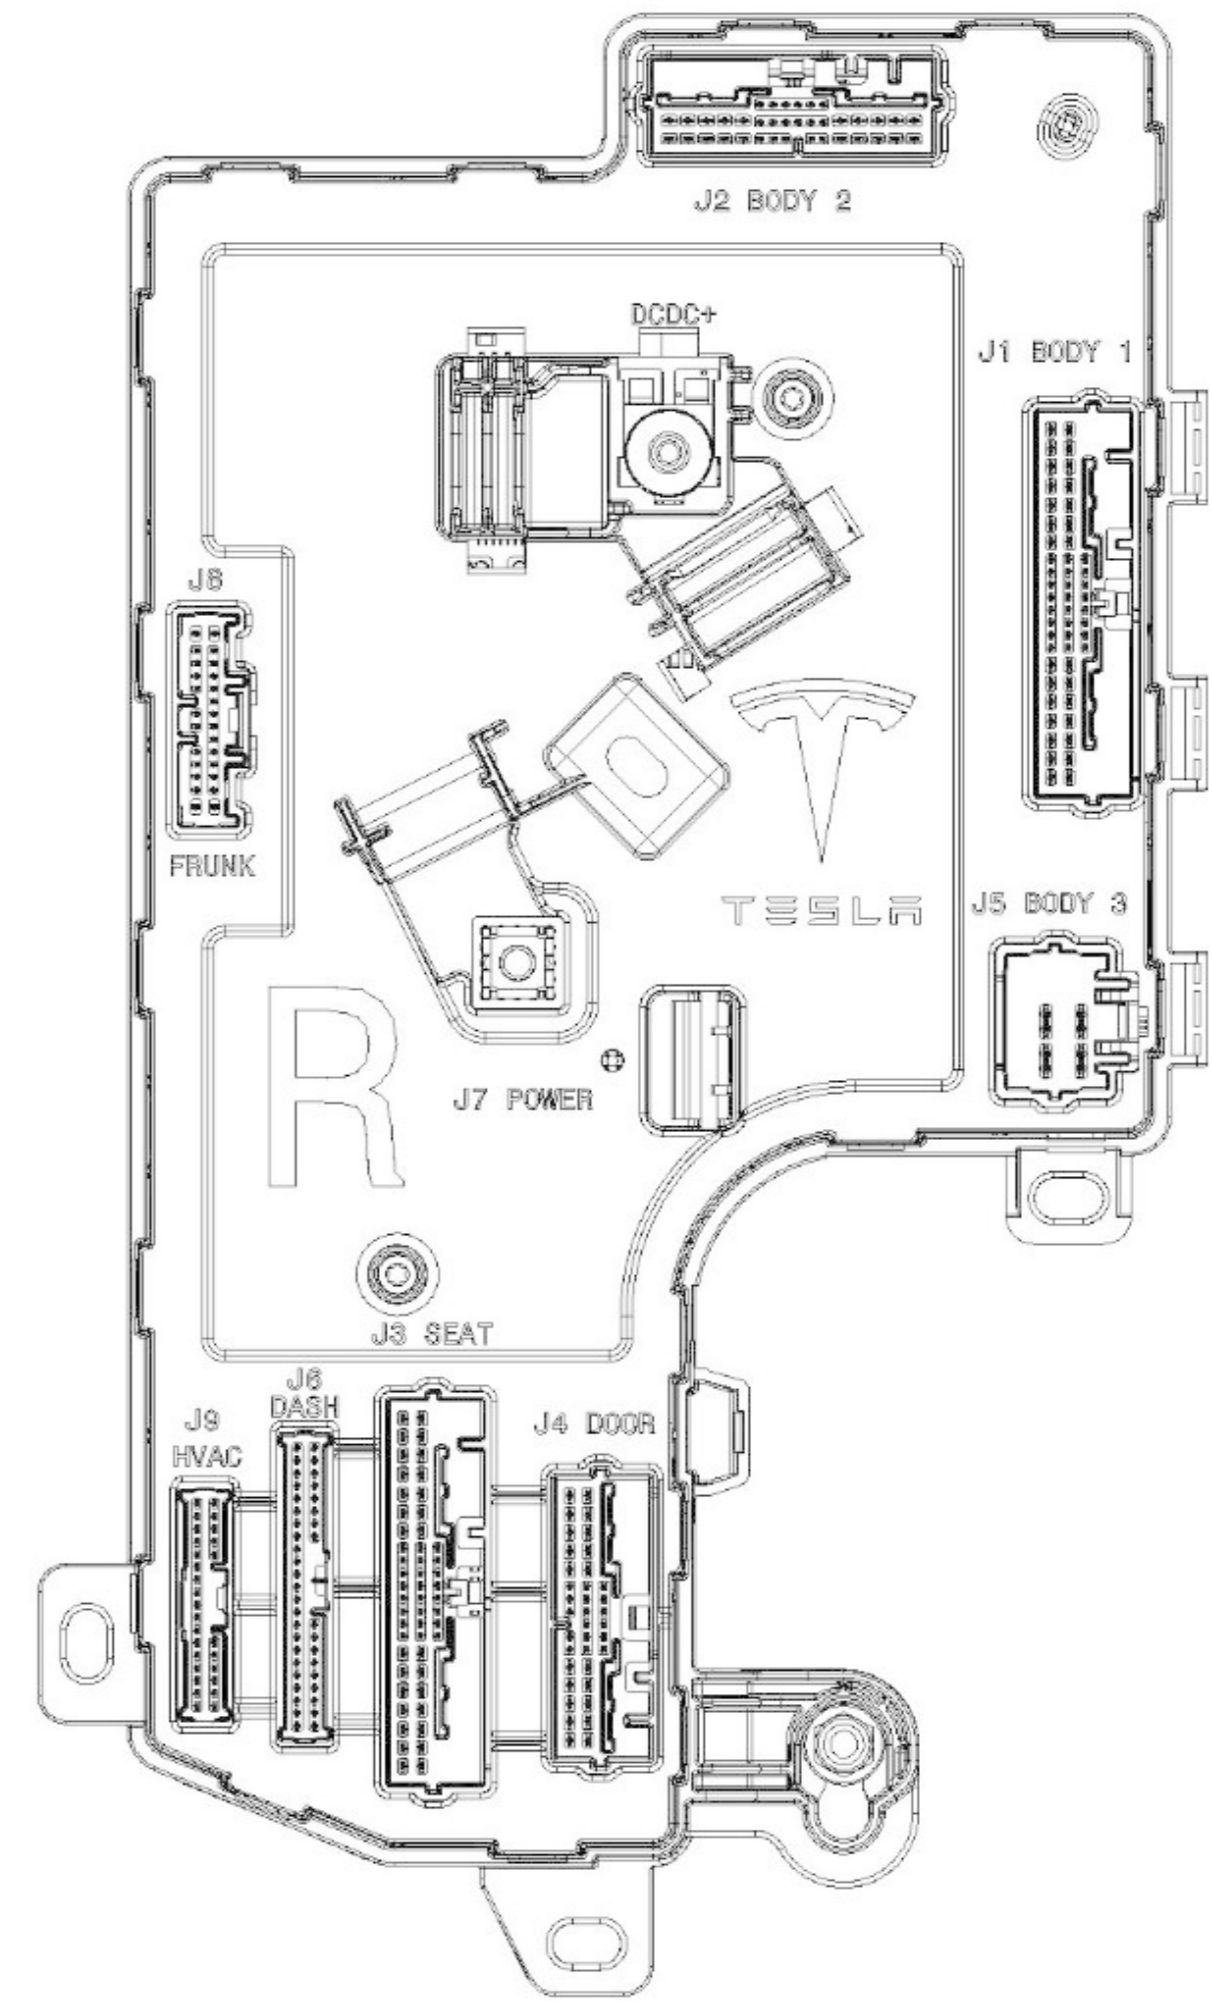 J2 BODY 2
DCDC+
J1 BODY 1
J8
FRUNK
TESLA
J5 BODY 3
R
J7 POWER
J3 SEAT
J6
DASH
J9
HVAC
J4 DOOR